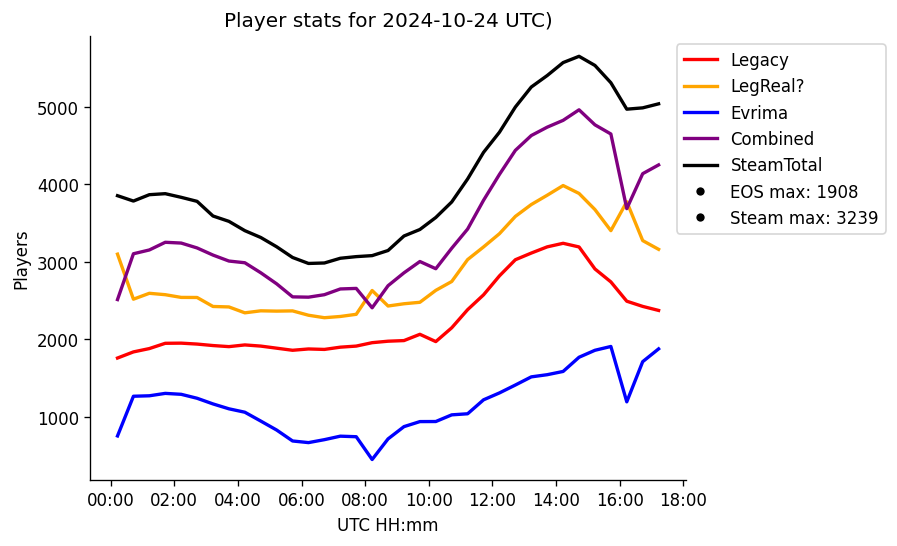 Player stats for 2024-10-24 UTC)
Players
5000
4000
3000
2000
1000
00:00 02:00 04:00 06:00 08:00 10:00 12:00 14:00 16:00 18:00
UTC HH:mm
Legacy
LegReal?
Evrima
Combined
SteamTotal
EOS max: 1908
Steam max: 3239